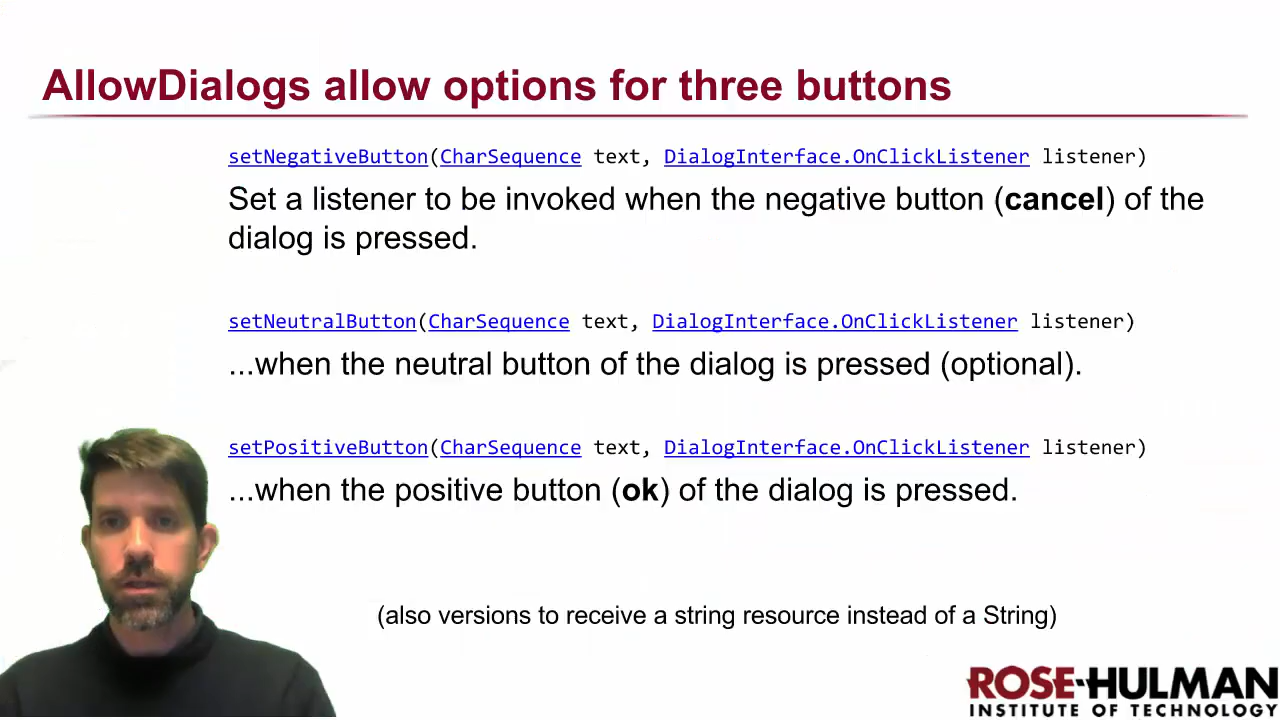 AllowDialogs allow options for three buttons
setNegativeButton(CharSequence text, DialogInterface.OnClickListener listener)
Set a listener to be invoked when the negative button (cancel) of the
dialog is pressed.
setNeutralButton(CharSequence text, DialogInterface.OnClickListener listener)
...when the neutral button of the dialog is pressed (optional).
setPositiveButton(CharSequence text, DialogInterface.OnClickListener listener)
...when the positive button (ok) of the dialog is pressed.
(also versions to receive a string resource instead of a String)
ROSE-HULMAN
INSTITUTE OF TECHNOLOGY